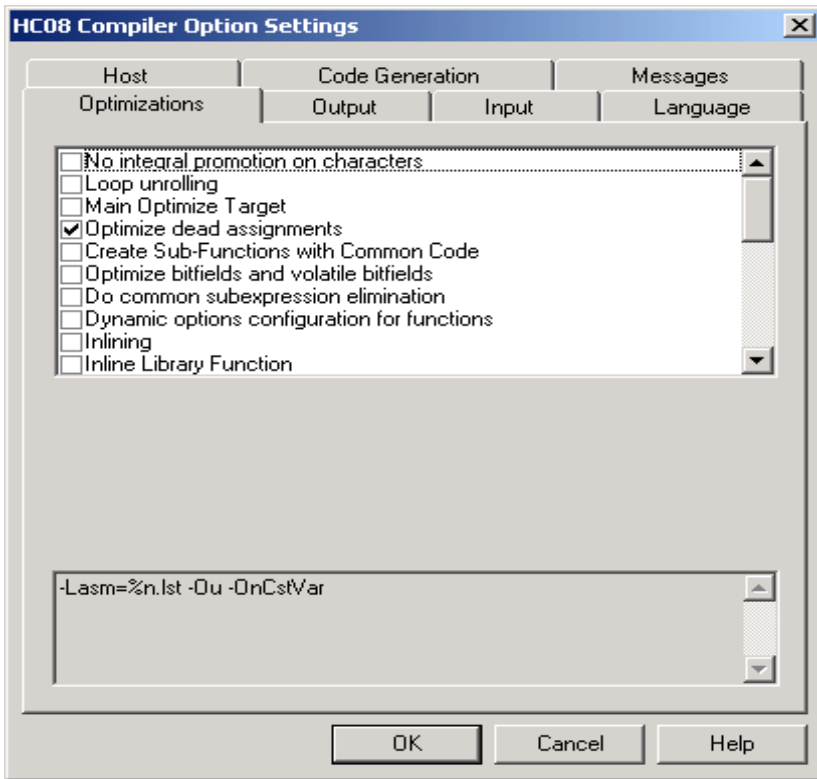 HC08 Compiler Option Settings
Host Code Generation Messages
Optimizations Output Input Language
No integral promotion on characters
Loop unrolling
Main Optimize Target
Optimize dead assignments
Create Sub-Functions with Common Code
Optimize bitfields and volatile bitfields
Do common subexpression elimination
Dynamic options configuration for functions
Inlining
Inline Library Function
-Lasm=%n.lst -Ou -OnCstVar
OK Cancel Help